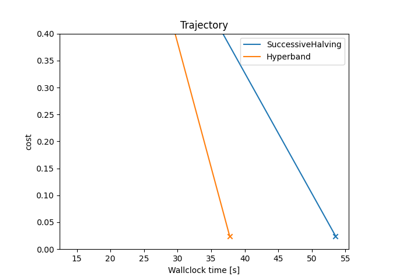 Trajectory
SuccessiveHalving
Hyperband
0.40
0.35
0.30
0.25
0.20
0.15
0.10
0.05
0.00
cost
15 20 25 30 35 40 45 50 55
Wallclock time [s]